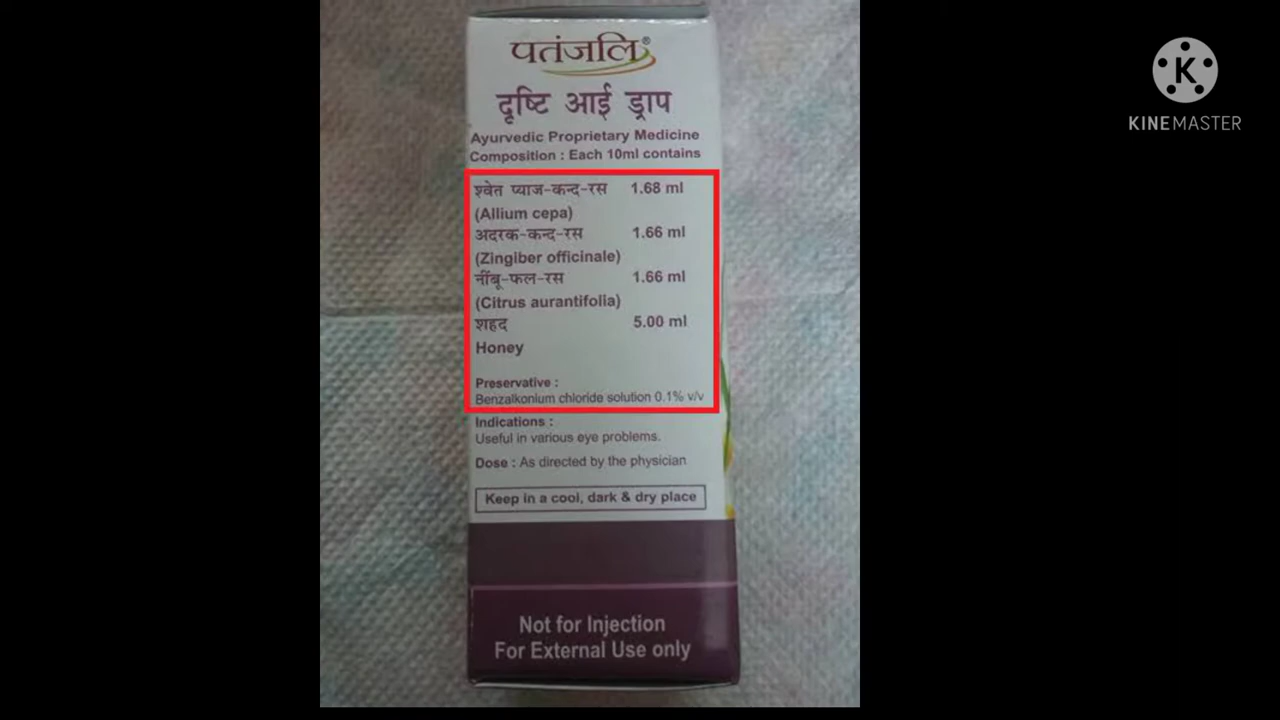 पतंजलि®
दृष्टि आई ड्राप
Ayurvedic Proprietary Medicine
Composition : Each 10ml contains
श्वेत प्याज-कन्द-रस 1.68 ml
(Allium cepa)
अदरक-कन्द-रस 1.66 ml
(Zingiber officinale)
नींबू-फल-रस 1.66 ml
(Citrus aurantifolia)
शहद 5.00 ml
Honey
Preservative :
Benzalkonium chloride solution 0.1% v/v
Indications :
Useful in various eye problems.
Dose : As directed by the physician
Keep in a cool, dark & dry place
Not for Injection
For External Use only
K
KINEMASTER